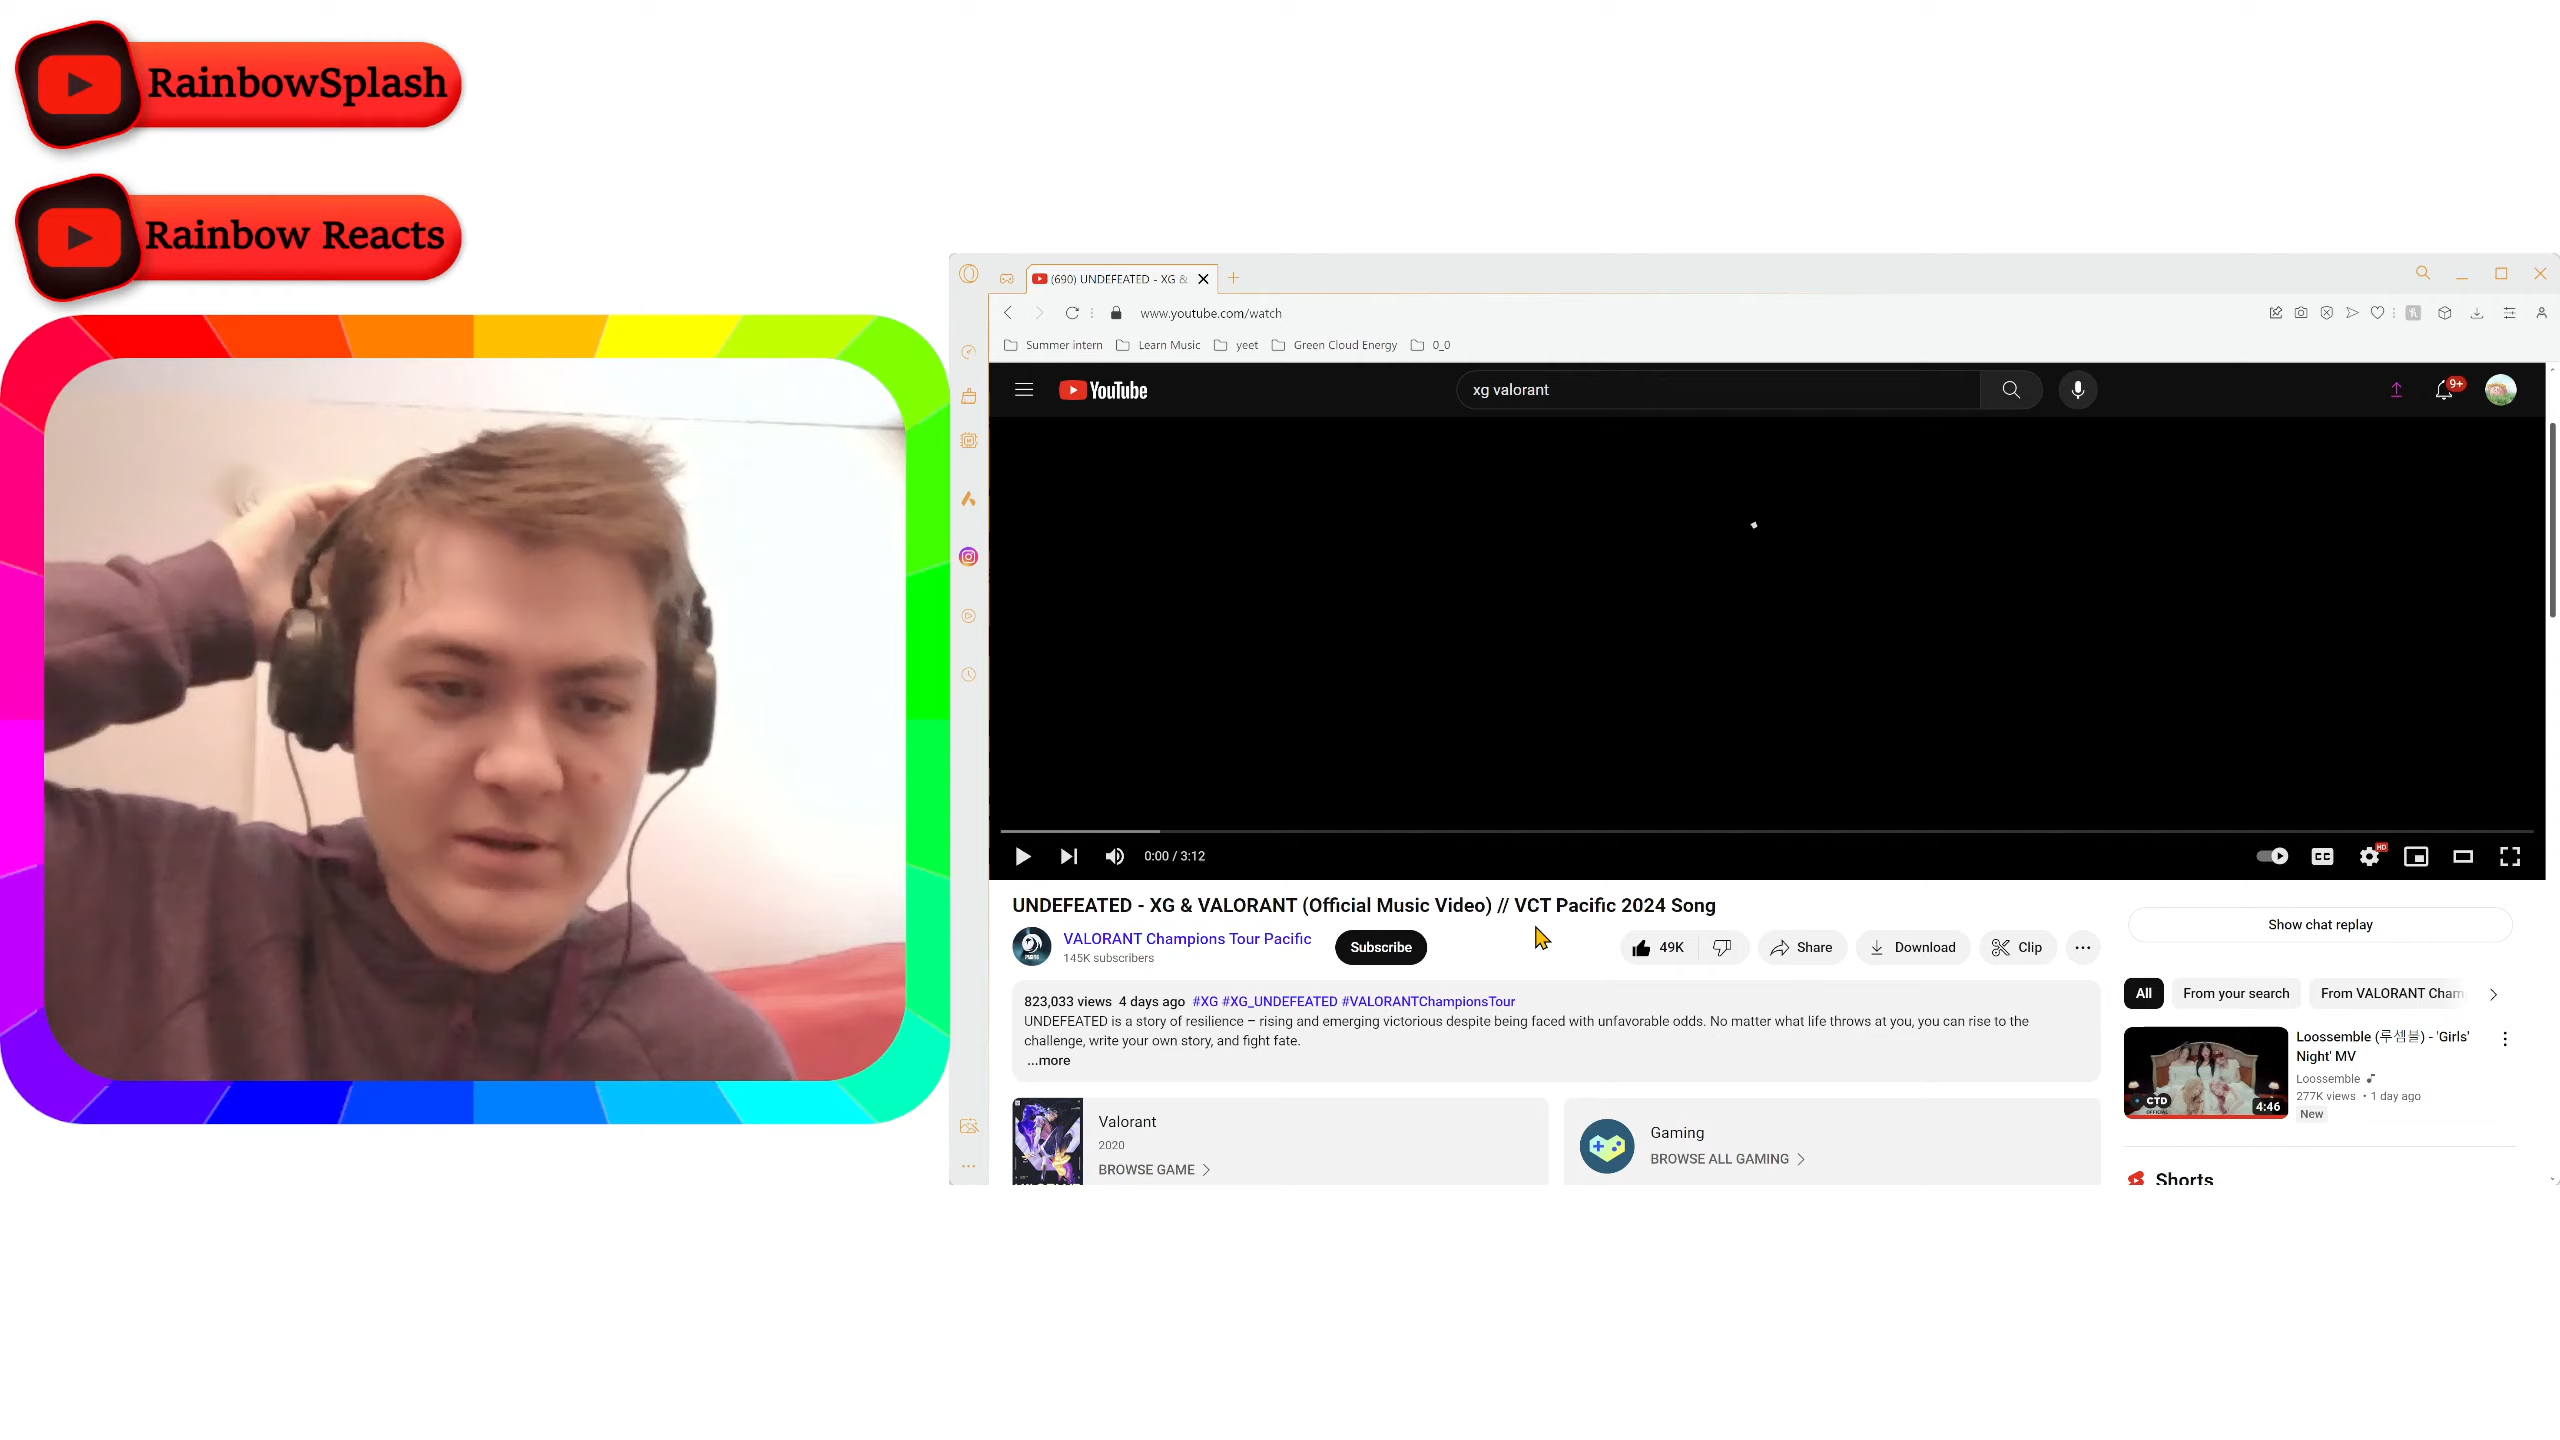 RainbowSplash
Rainbow Reacts
(690) UNDEFEATED - XG &
www.youtube.com/watch
Summer intern
Learn Music
yeet
Green Cloud Energy
0_0
YouTube
xg valorant
9+
0:00 / 3:12
CC
HD
UNDEFEATED - XG & VALORANT (Official Music Video) // VCT Pacific 2024 Song
VALORANT Champions Tour Pacific
145K subscribers
Subscribe
49K
Share
Download
Clip
823,033 views 4 days ago #XG #XG_UNDEFEATED #VALORANTChampionsTour
UNDEFEATED is a story of resilience – rising and emerging victorious despite being faced with unfavorable odds. No matter what life throws at you, you can rise to the
challenge, write your own story, and fight fate.
...more
Valorant
2020
BROWSE GAME
Gaming
BROWSE ALL GAMING
Show chat replay
All
From your search
From VALORANT Cham
Loossemble (루셈블) - 'Girls'
Night' MV
Loossemble
277K views • 1 day ago
New
CTD
4:46
Shorts